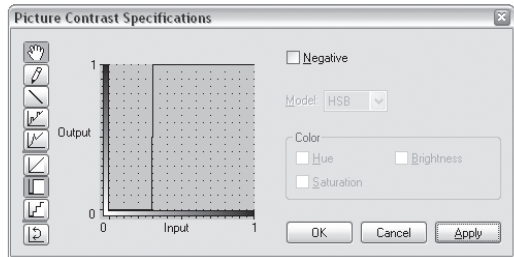 Picture Contrast Specifications
1
Output
0
0 Input 1
Negative
Model: HSB
Color
Hue Brightness
Saturation
OK Cancel Apply